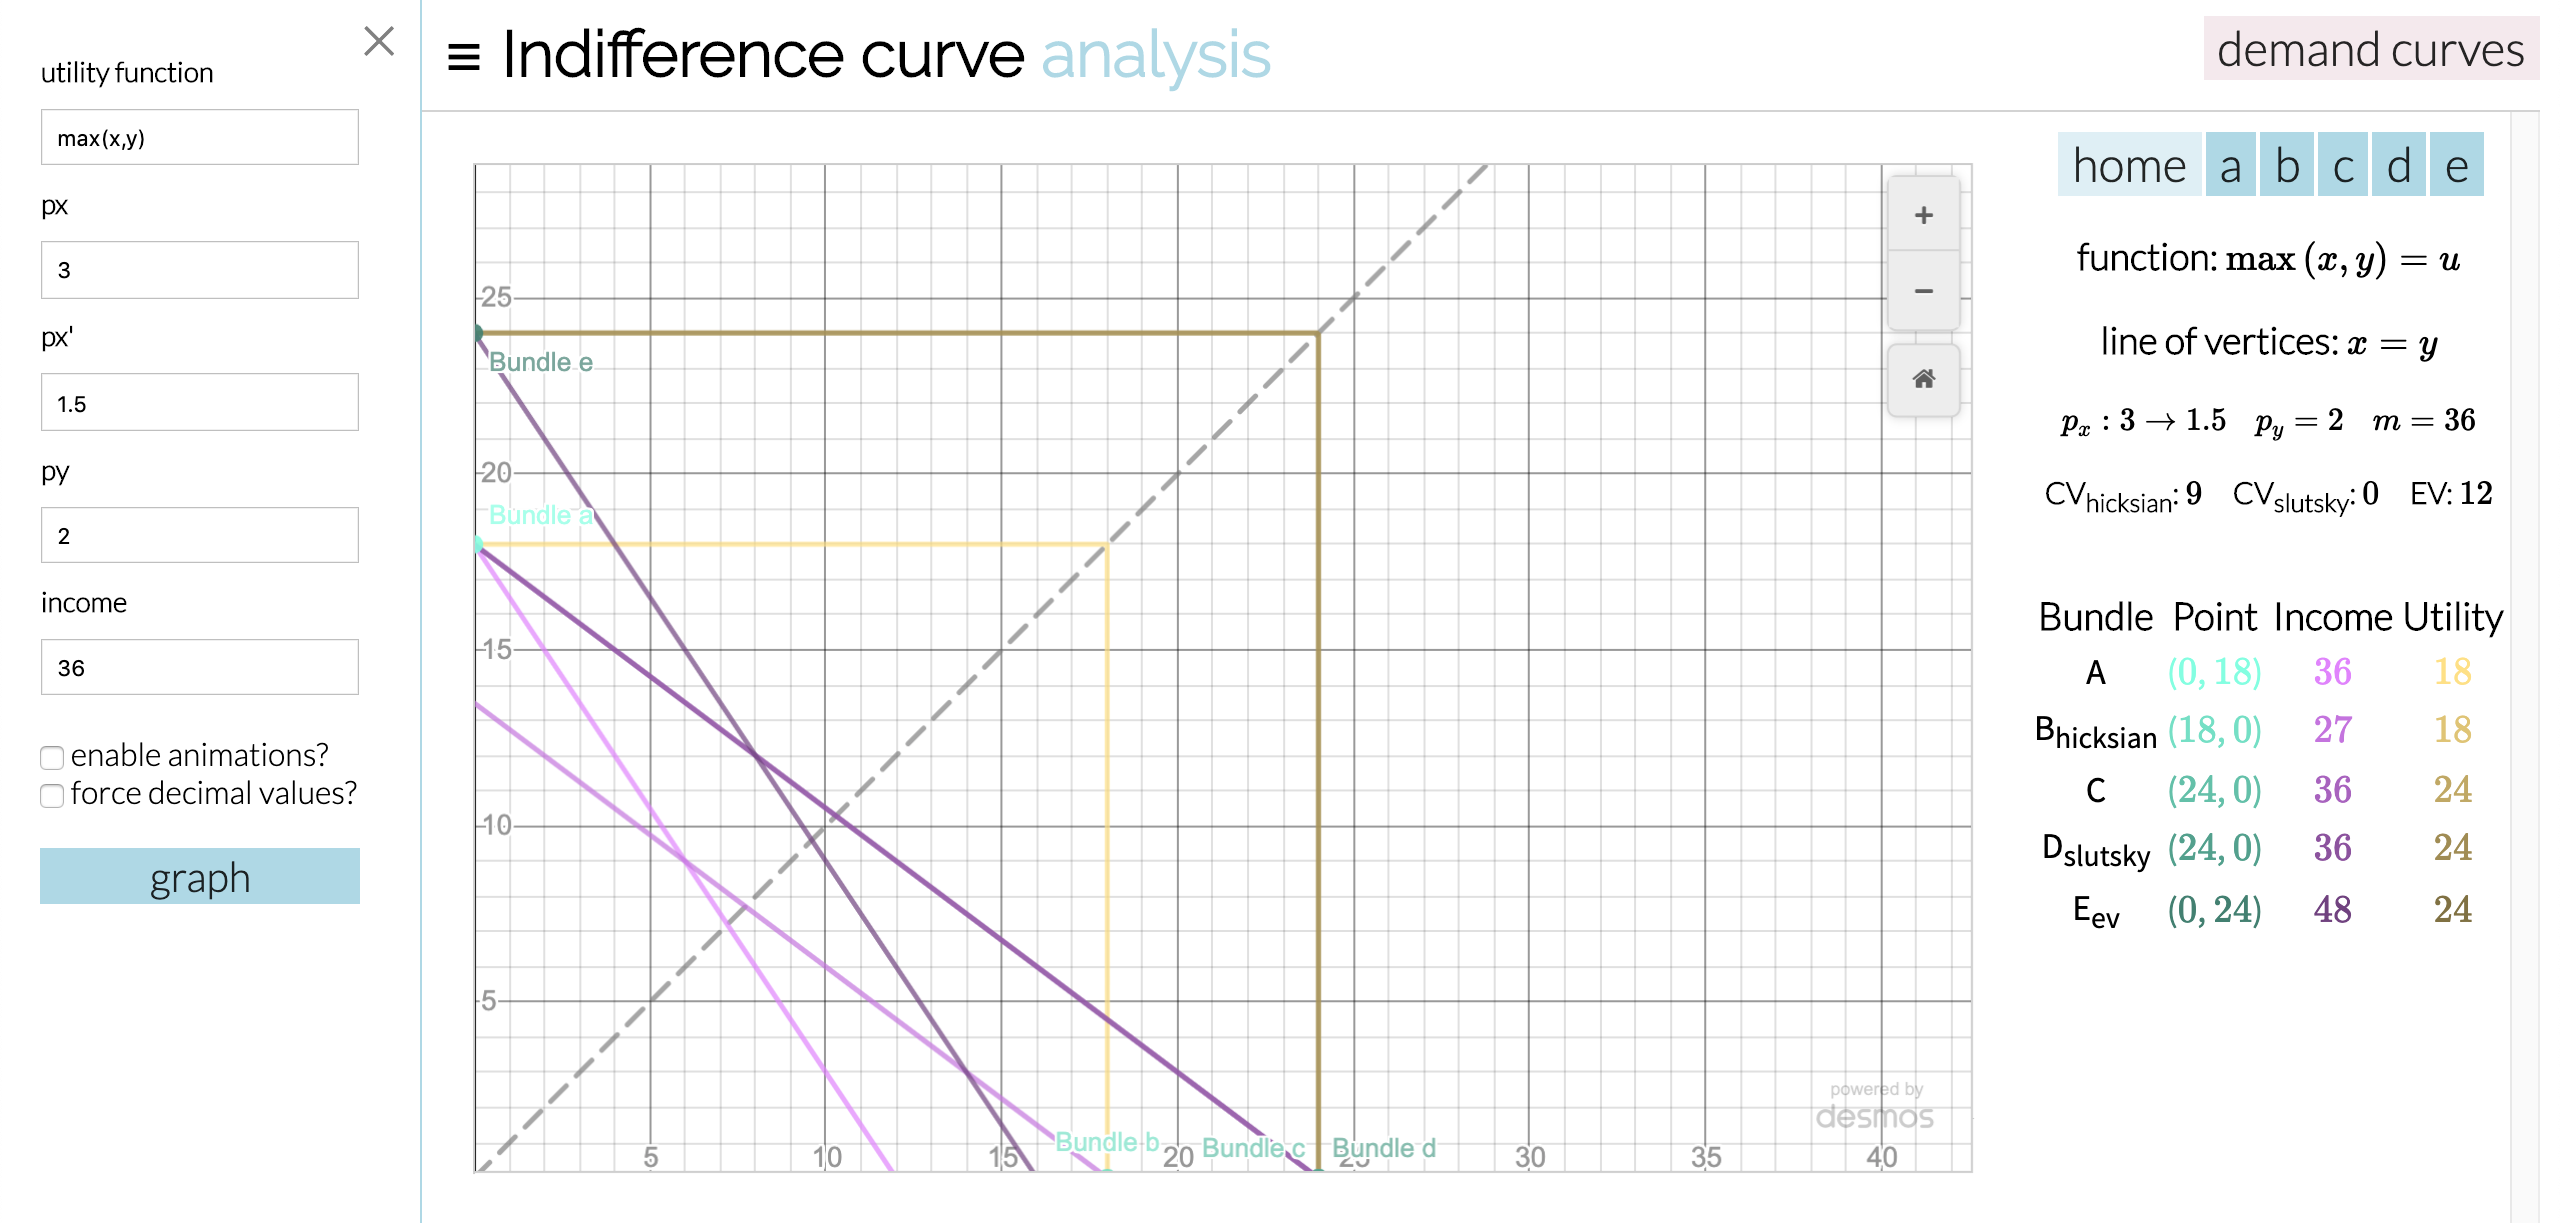 utility function
max(x,y)
px
3
px'
1.5
py
2
income
36
enable animations?
force decimal values?
graph
≡ Indifference curve analysis
demand curves
25
20
15
10
5
5 10 15 20 25 30 35 40
Bundle e
Bundle a
Bundle b
Bundle c
Bundle d
+
−
powered by
desmos
home a b c d e
function: max (x, y) = u
line of vertices: x = y
pₓ : 3 → 1.5 p_y = 2 m = 36
CV_hicksian: 9 CV_slutsky: 0 EV: 12
Bundle Point Income Utility
A (0, 18) 36 18
B_hicksian (18, 0) 27 18
C (24, 0) 36 24
D_slutsky (24, 0) 36 24
E_ev (0, 24) 48 24